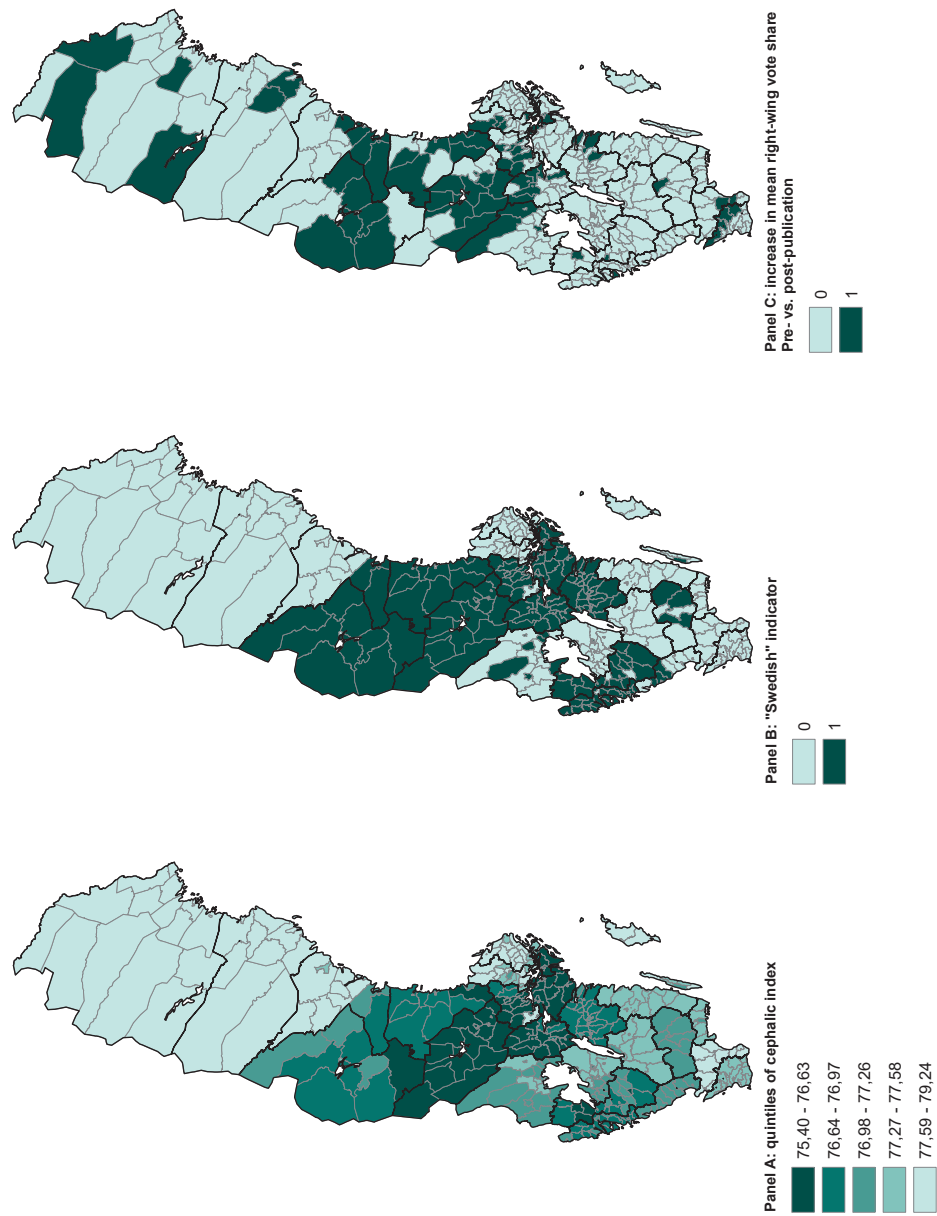 Panel A: quintiles of cephalic index
75,40 - 76,63
76,64 - 76,97
76,98 - 77,26
77,27 - 77,58
77,59 - 79,24
Panel B: "Swedish" indicator
0
1
Panel C: increase in mean right-wing vote share
Pre- vs. post-publication
0
1